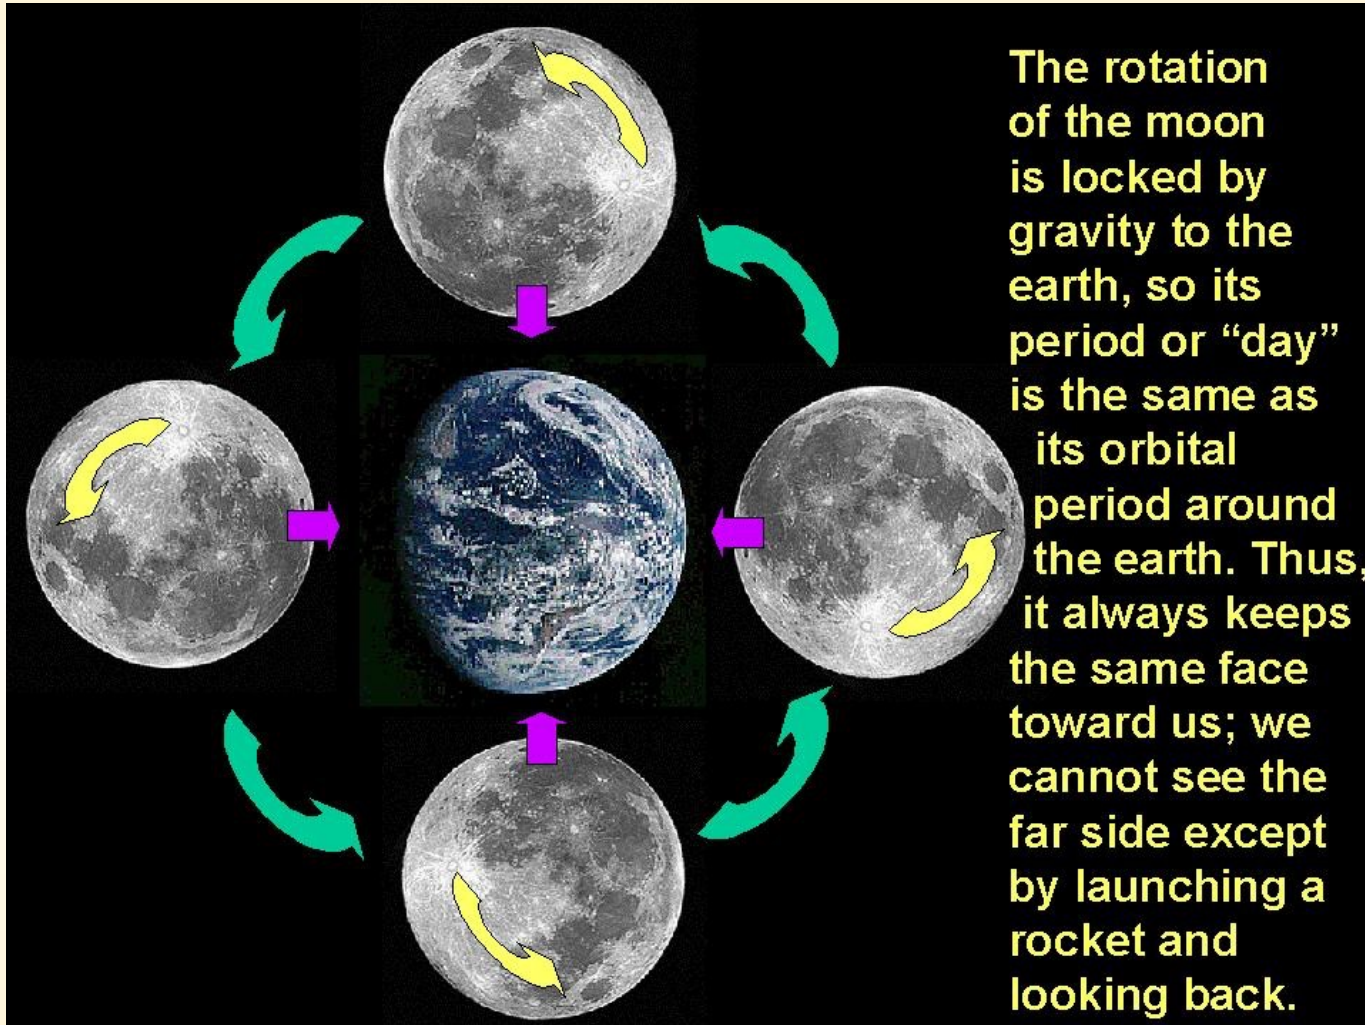 The rotation
of the moon
is locked by
gravity to the
earth, so its
period or “day”
is the same as
its orbital
period around
the earth. Thus,
it always keeps
the same face
toward us; we
cannot see the
far side except
by launching a
rocket and
looking back.